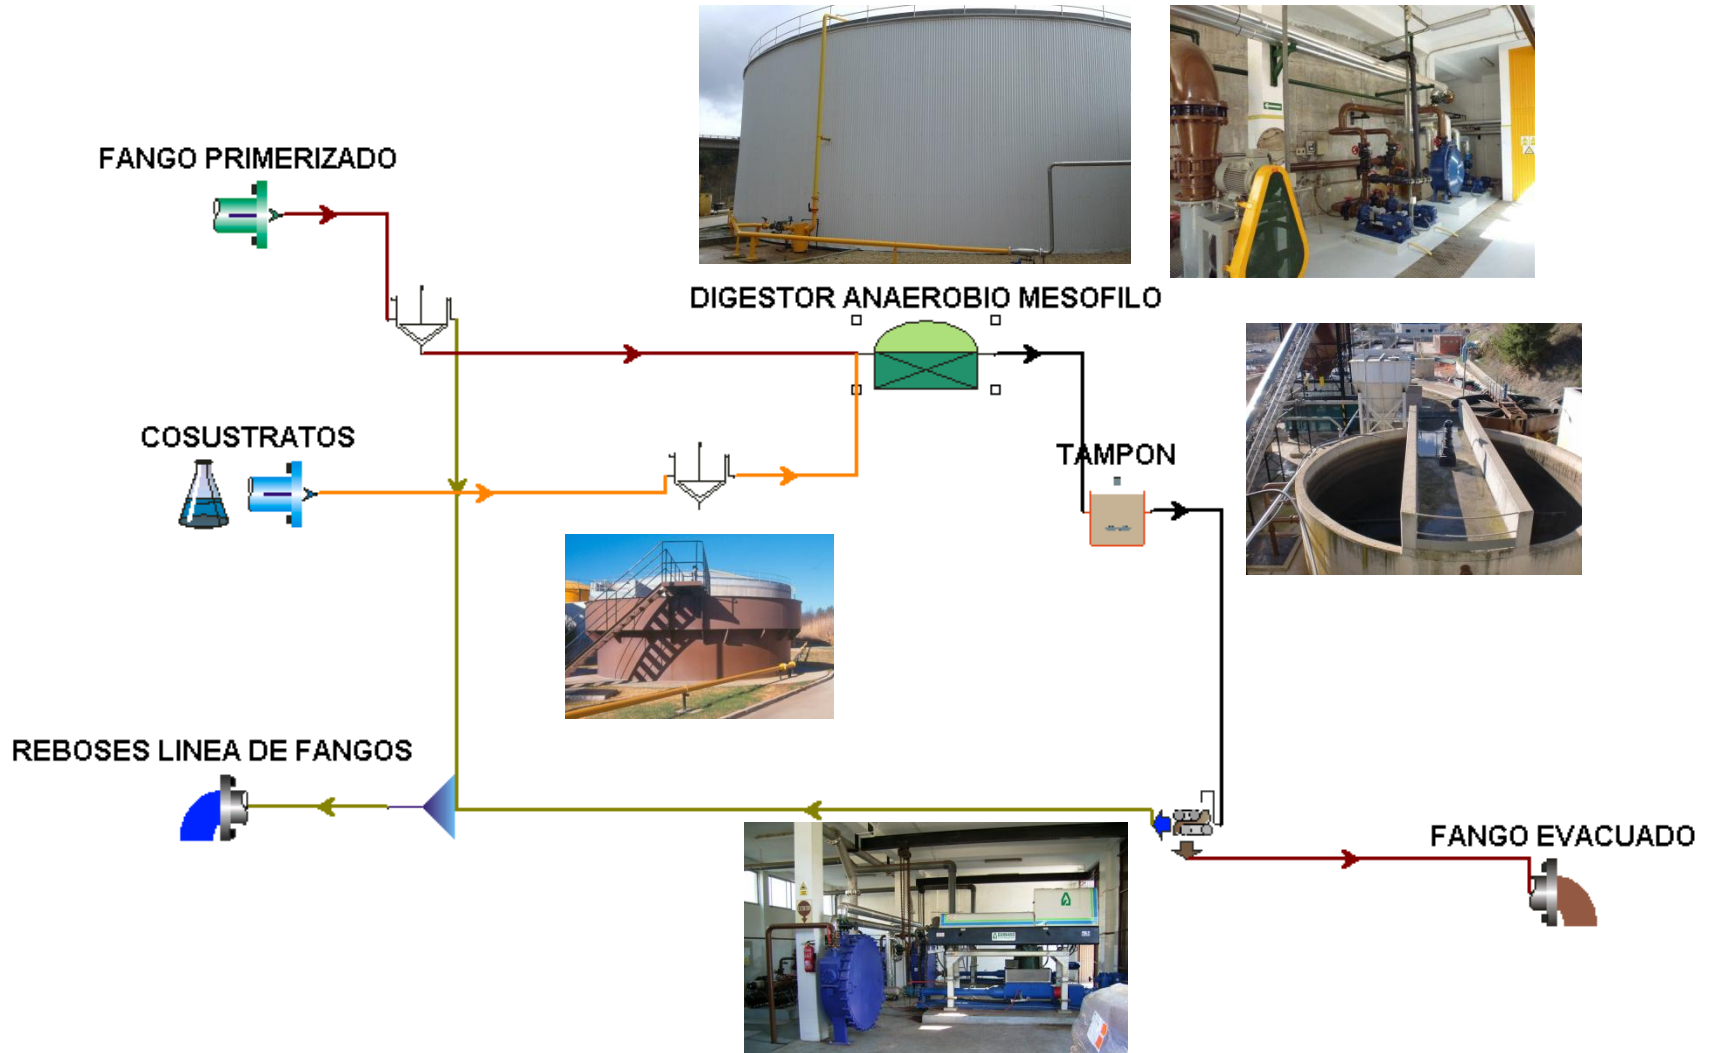 FANGO PRIMERIZADO
DIGESTOR ANAEROBIO MESOFILO
COSUSTRATOS
TAMPON
REBOSES LINEA DE FANGOS
FANGO EVACUADO